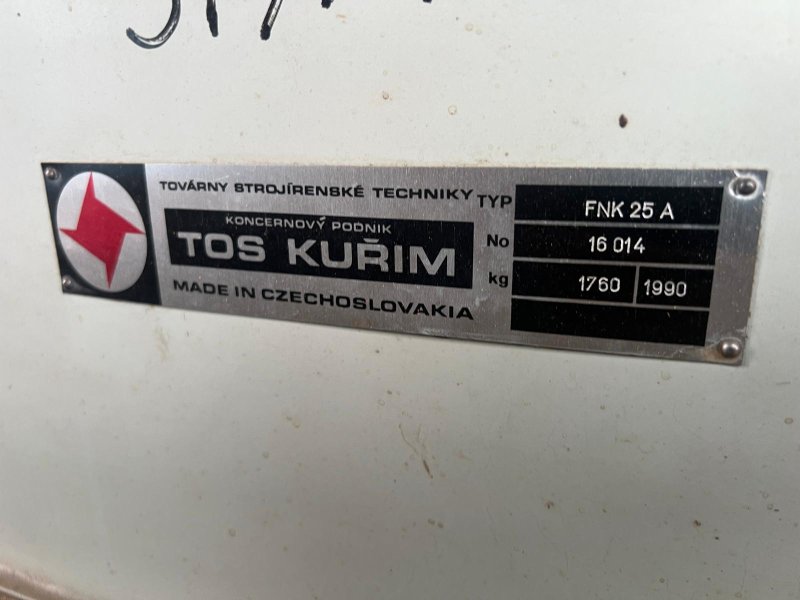 TOVÁRNY STROJÍRENSKÉ TECHNIKY
KONCERNOVÝ PODNIK
TOS KUŘIM
MADE IN CZECHOSLOVAKIA
TYP FNK 25 A
No 16 014
kg 1760 1990